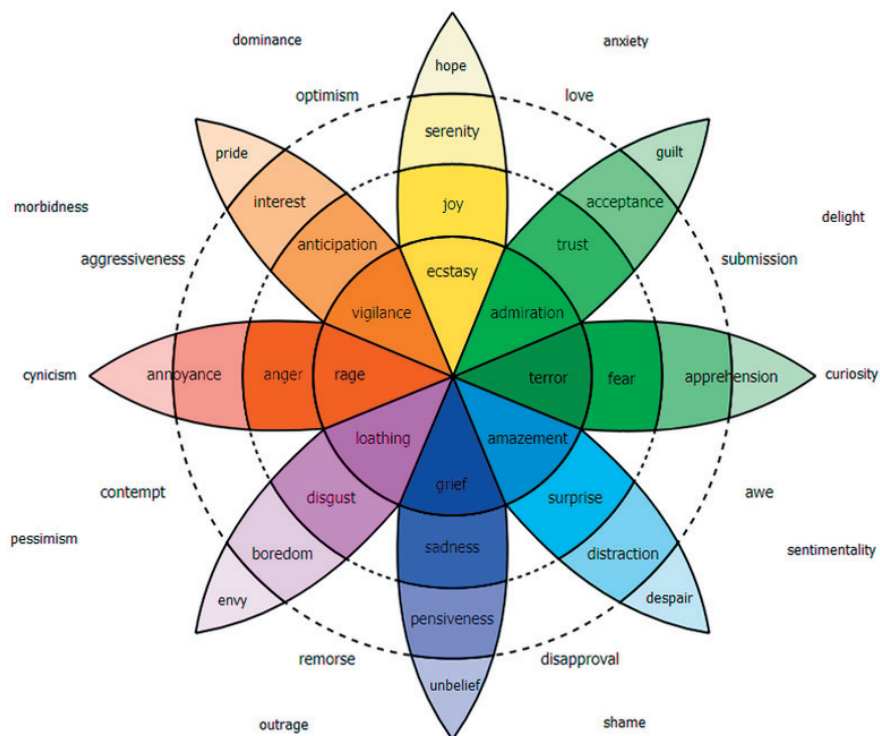 dominance
anxiety
hope
optimism
love
serenity
pride
guilt
interest
acceptance
joy
morbidness
delight
anticipation
trust
aggressiveness
submission
ecstasy
vigilance
admiration
cynicism
annoyance
anger
rage
terror
fear
apprehension
curiosity
loathing
amazement
grief
contempt
disgust
surprise
awe
pessimism
sadness
boredom
distraction
sentimentality
envy
despair
pensiveness
remorse
disapproval
unbelief
outrage
shame